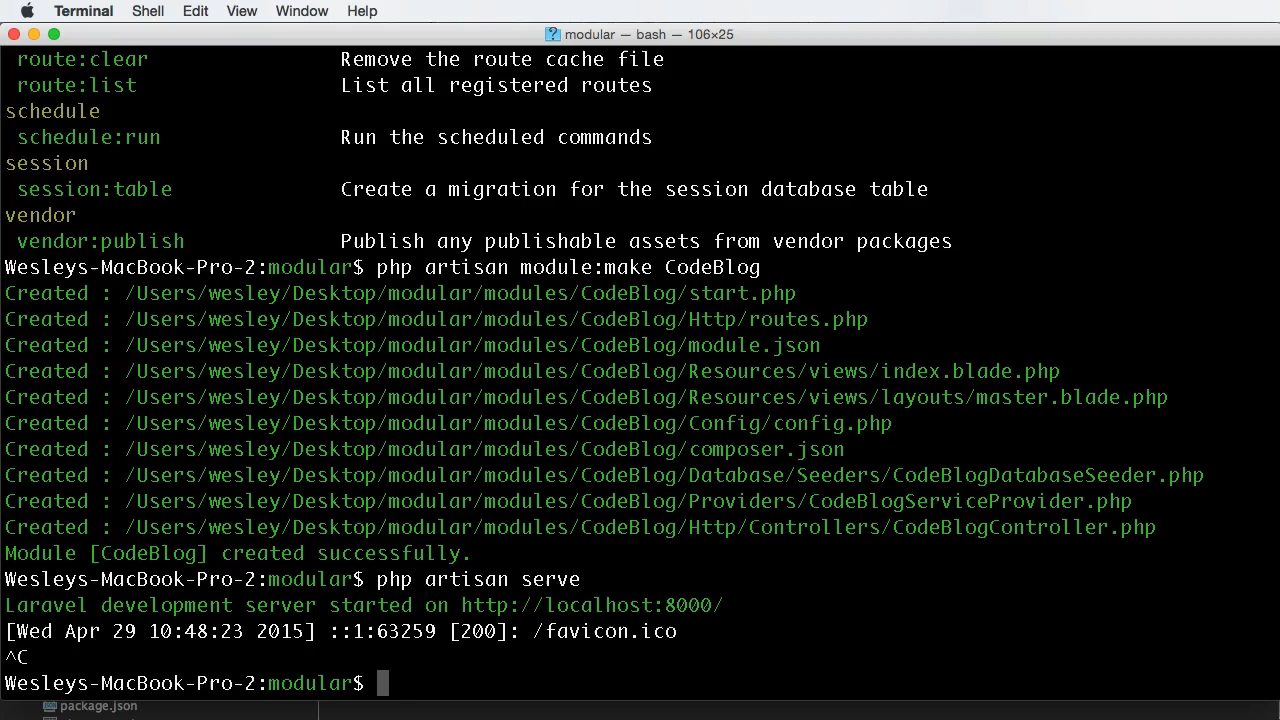 Terminal Shell Edit View Window Help
modular — bash — 106×25
route:clear Remove the route cache file
route:list List all registered routes
schedule
schedule:run Run the scheduled commands
session
session:table Create a migration for the session database table
vendor
vendor:publish Publish any publishable assets from vendor packages
Wesleys-MacBook-Pro-2:modular$ php artisan module:make CodeBlog
Created : /Users/wesley/Desktop/modular/modules/CodeBlog/start.php
Created : /Users/wesley/Desktop/modular/modules/CodeBlog/Http/routes.php
Created : /Users/wesley/Desktop/modular/modules/CodeBlog/module.json
Created : /Users/wesley/Desktop/modular/modules/CodeBlog/Resources/views/index.blade.php
Created : /Users/wesley/Desktop/modular/modules/CodeBlog/Resources/views/layouts/master.blade.php
Created : /Users/wesley/Desktop/modular/modules/CodeBlog/Config/config.php
Created : /Users/wesley/Desktop/modular/modules/CodeBlog/composer.json
Created : /Users/wesley/Desktop/modular/modules/CodeBlog/Database/Seeders/CodeBlogDatabaseSeeder.php
Created : /Users/wesley/Desktop/modular/modules/CodeBlog/Providers/CodeBlogServiceProvider.php
Created : /Users/wesley/Desktop/modular/modules/CodeBlog/Http/Controllers/CodeBlogController.php
Module [CodeBlog] created successfully.
Wesleys-MacBook-Pro-2:modular$ php artisan serve
Laravel development server started on http://localhost:8000/
[Wed Apr 29 10:48:23 2015] ::1:63259 [200]: /favicon.ico
^C
Wesleys-MacBook-Pro-2:modular$
package.json